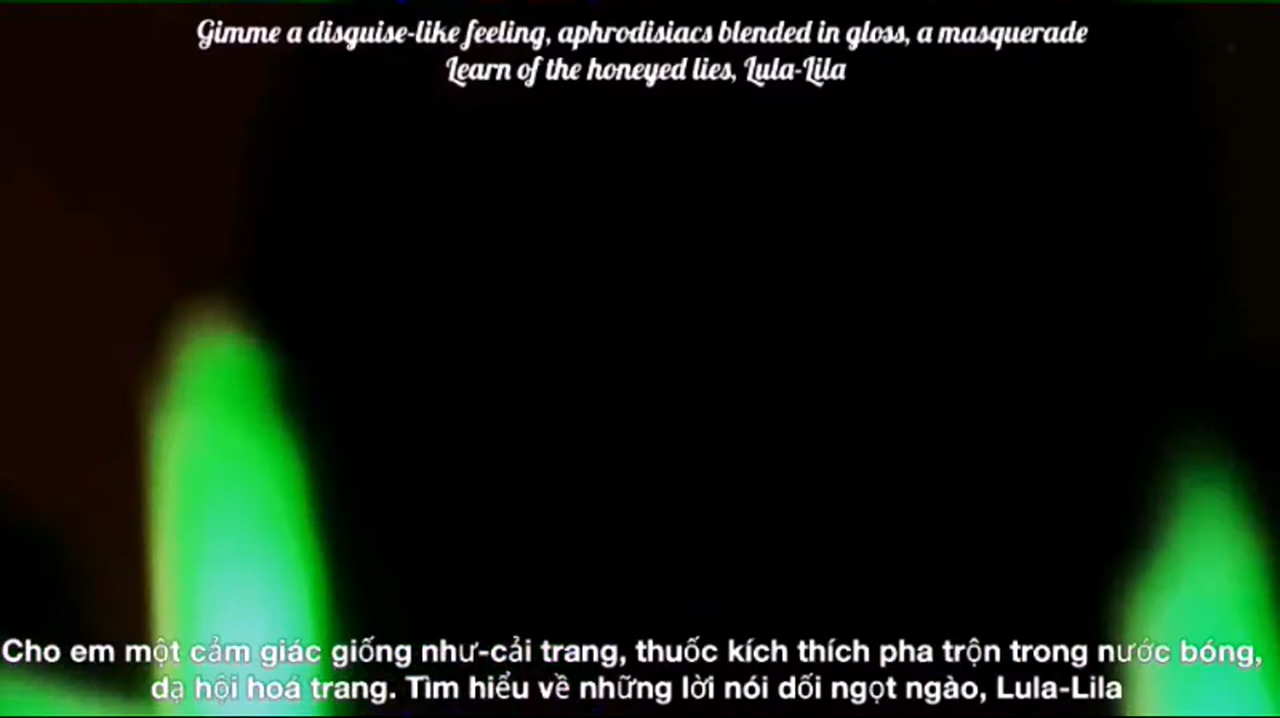 Gimme a disguise-like feeling, aphrodisiacs blended in gloss, a masquerade
Learn of the honeyed lies, Lula-Lila
Cho em một cảm giác giống như-cải trang, thuốc kích thích pha trộn trong nước bóng,
dạ hội hoá trang. Tìm hiểu về những lời nói dối ngọt ngào, Lula-Lila